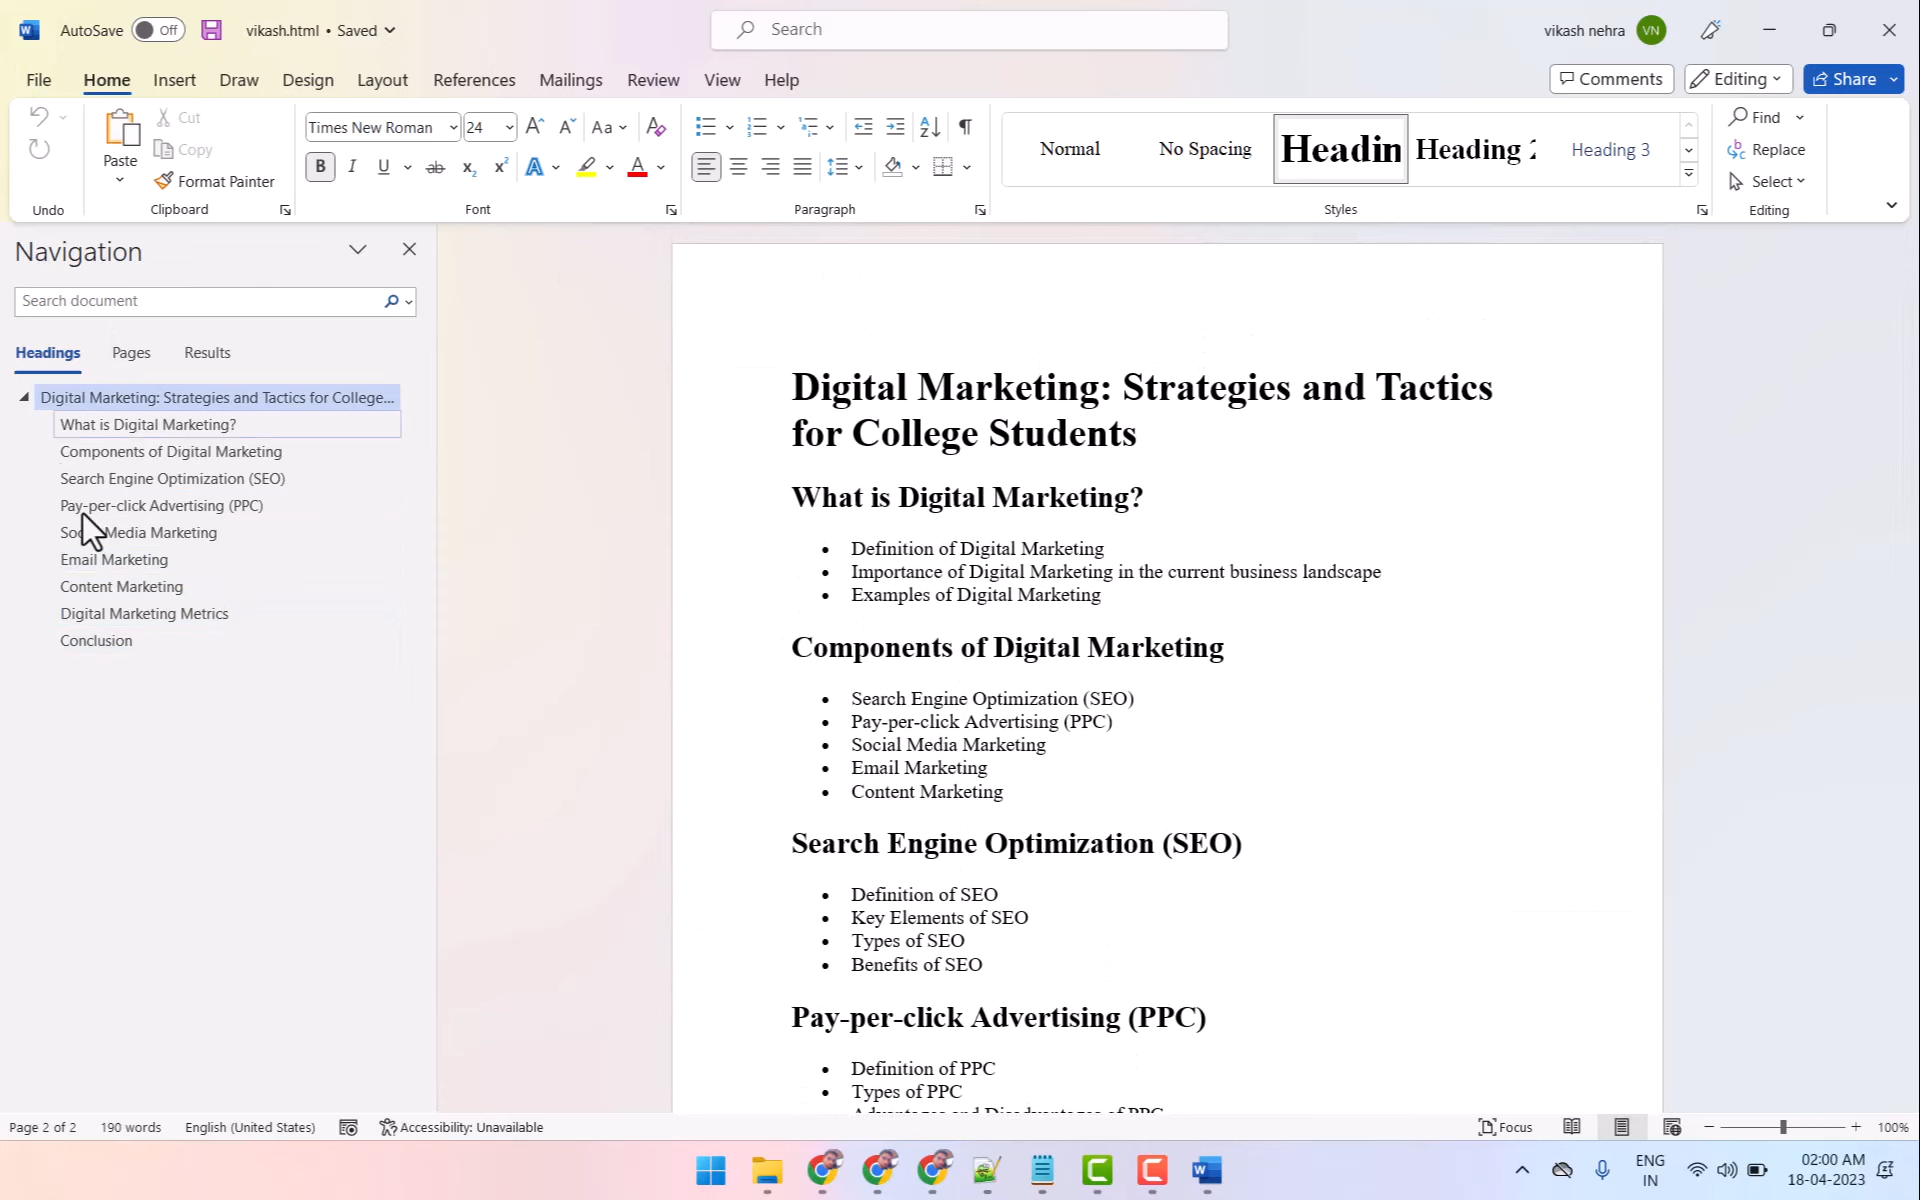 AutoSave Off vikash.html • Saved
Search
vikash nehra VN
File Home Insert Draw Design Layout References Mailings Review View Help
Comments Editing Share
Paste
Cut
Copy
Format Painter
Times New Roman 24
Normal No Spacing Headin Heading 2 Heading 3
Find
Replace
Select
Undo Clipboard Font Paragraph Styles Editing
Navigation
Search document
Headings Pages Results
Digital Marketing: Strategies and Tactics for College...
What is Digital Marketing?
Components of Digital Marketing
Search Engine Optimization (SEO)
Pay-per-click Advertising (PPC)
Social Media Marketing
Email Marketing
Content Marketing
Digital Marketing Metrics
Conclusion
Digital Marketing: Strategies and Tactics
for College Students
What is Digital Marketing?
• Definition of Digital Marketing
• Importance of Digital Marketing in the current business landscape
• Examples of Digital Marketing
Components of Digital Marketing
• Search Engine Optimization (SEO)
• Pay-per-click Advertising (PPC)
• Social Media Marketing
• Email Marketing
• Content Marketing
Search Engine Optimization (SEO)
• Definition of SEO
• Key Elements of SEO
• Types of SEO
• Benefits of SEO
Pay-per-click Advertising (PPC)
• Definition of PPC
• Types of PPC
Advantages and Disadvantages of PPC
Page 2 of 2 190 words English (United States) Accessibility: Unavailable
Focus 100%
ENG
IN
02:00 AM
18-04-2023